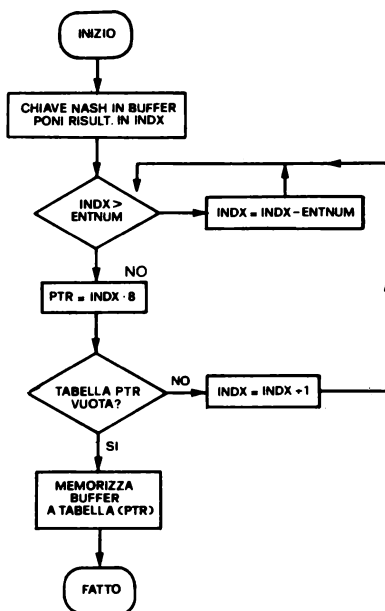 INIZIO
CHIAVE NASH IN BUFFER
PONI RISULT. IN INDX
INDX >
ENTNUM
INDX = INDX - ENTNUM
NO
PTR = INDX · 8
TABELLA PTR
VUOTA?
NO
INDX = INDX + 1
SI
MEMORIZZA
BUFFER
A TABELLA (PTR)
FATTO